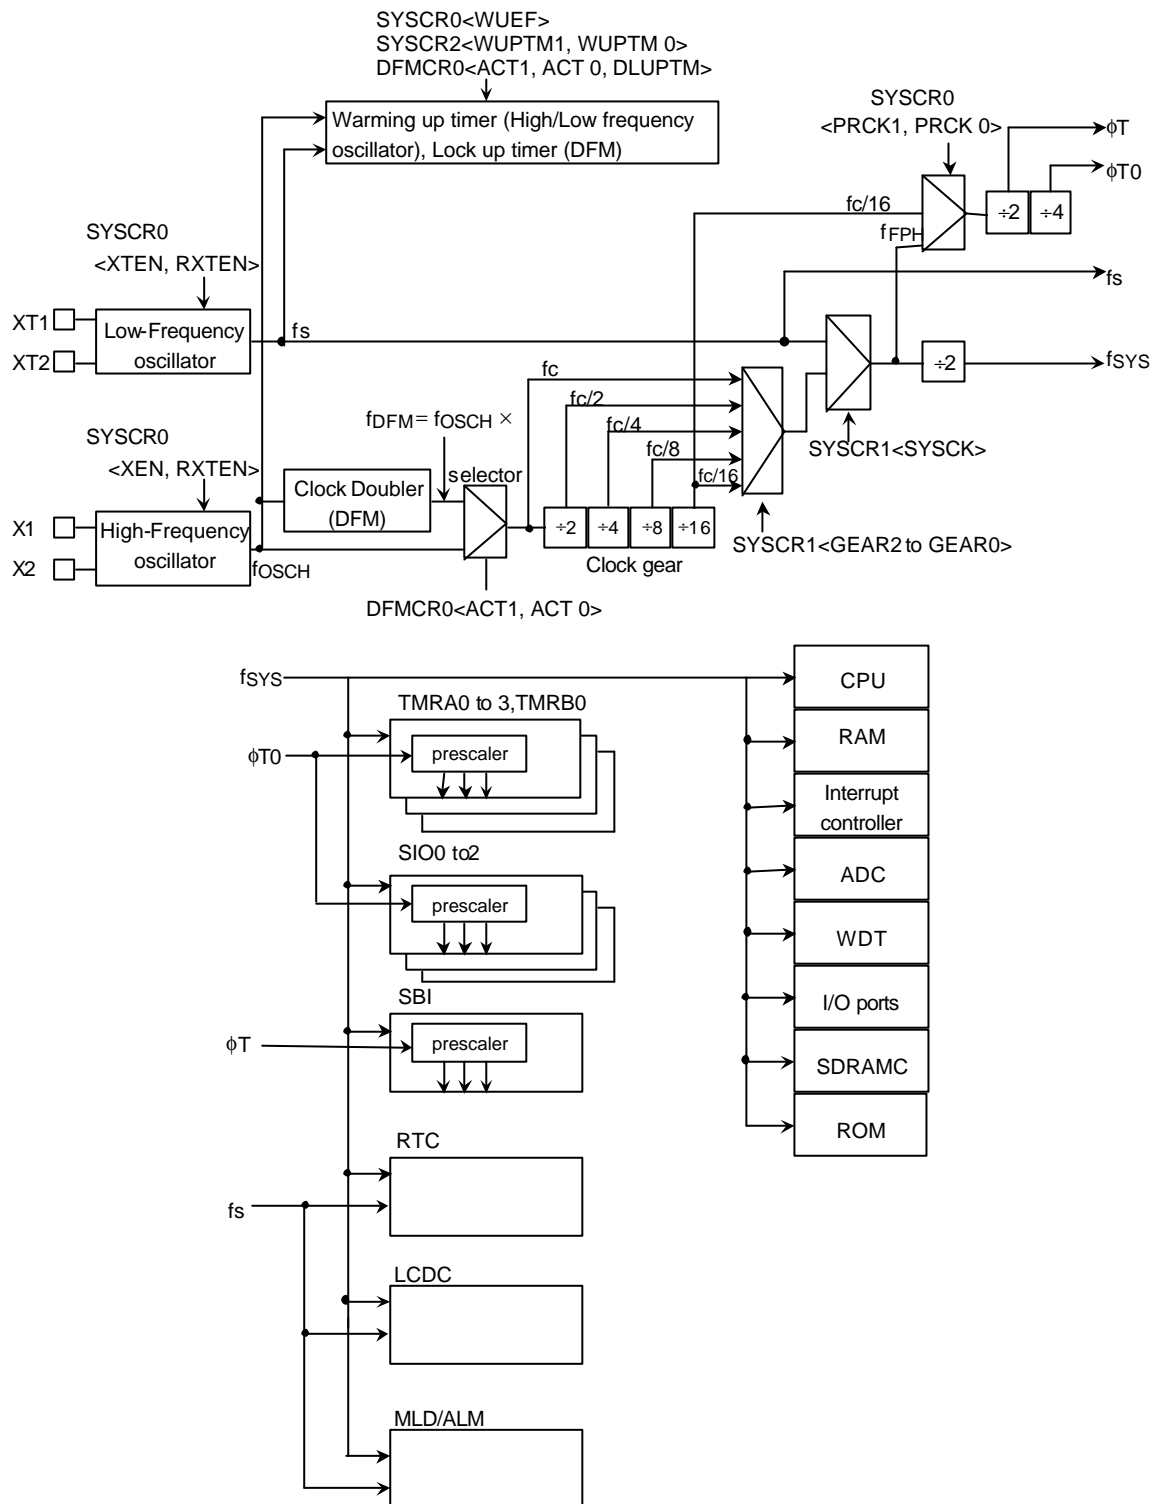 SYSCR0<WUEF>
SYSCR2<WUPTM1, WUPTM 0>
DFMCR0<ACT1, ACT 0, DLUPTM>
Warming up timer (High/Low frequency
oscillator), Lock up timer (DFM)
SYSCR0
<PRCK1, PRCK 0>
ϕT
ϕT0
fc/16
fFPH
÷2
÷4
SYSCR0
<XTEN, RXTEN>
fs
XT1
XT2
Low-Frequency
oscillator
fs
÷2
fSYS
fc
fc/2
fc/4
fc/8
fc/16
SYSCR1<SYSCK>
fDFM = fOSCH ×
SYSCR0
<XEN, RXTEN>
selector
Clock Doubler
(DFM)
X1
X2
High-Frequency
oscillator
fOSCH
÷2
÷4
÷8
÷16
Clock gear
SYSCR1<GEAR2 to GEAR0>
DFMCR0<ACT1, ACT 0>
fSYS
CPU
TMRA0 to 3,TMRB0
RAM
ϕT0
prescaler
Interrupt
controller
SIO0 to2
ADC
prescaler
WDT
SBI
I/O ports
ϕT
prescaler
SDRAMC
ROM
RTC
fs
LCDC
MLD/ALM